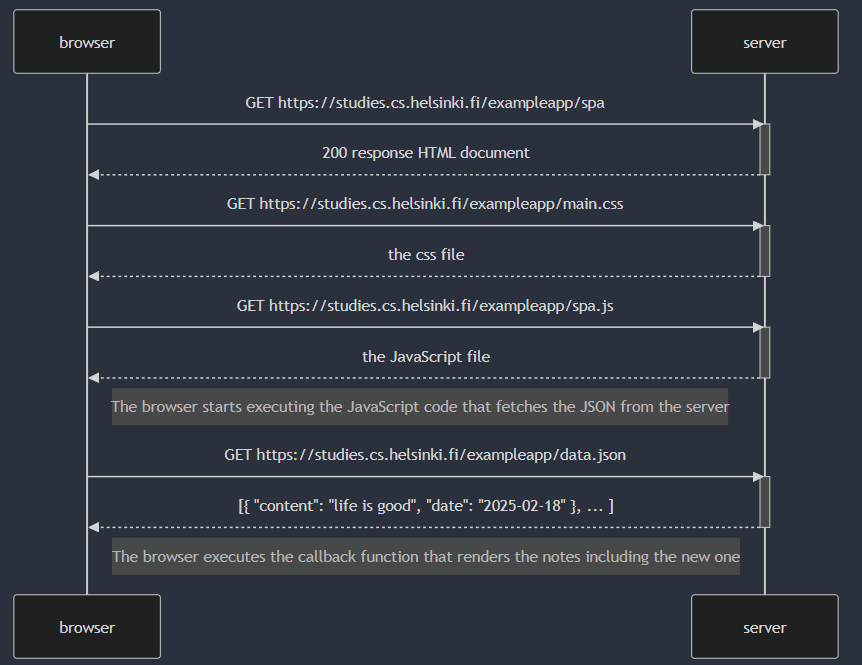 browser
server
GET https://studies.cs.helsinki.fi/exampleapp/spa
200 response HTML document
GET https://studies.cs.helsinki.fi/exampleapp/main.css
the css file
GET https://studies.cs.helsinki.fi/exampleapp/spa.js
the JavaScript file
The browser starts executing the JavaScript code that fetches the JSON from the server
GET https://studies.cs.helsinki.fi/exampleapp/data.json
[{ "content": "life is good", "date": "2025-02-18" }, ... ]
The browser executes the callback function that renders the notes including the new one
browser
server